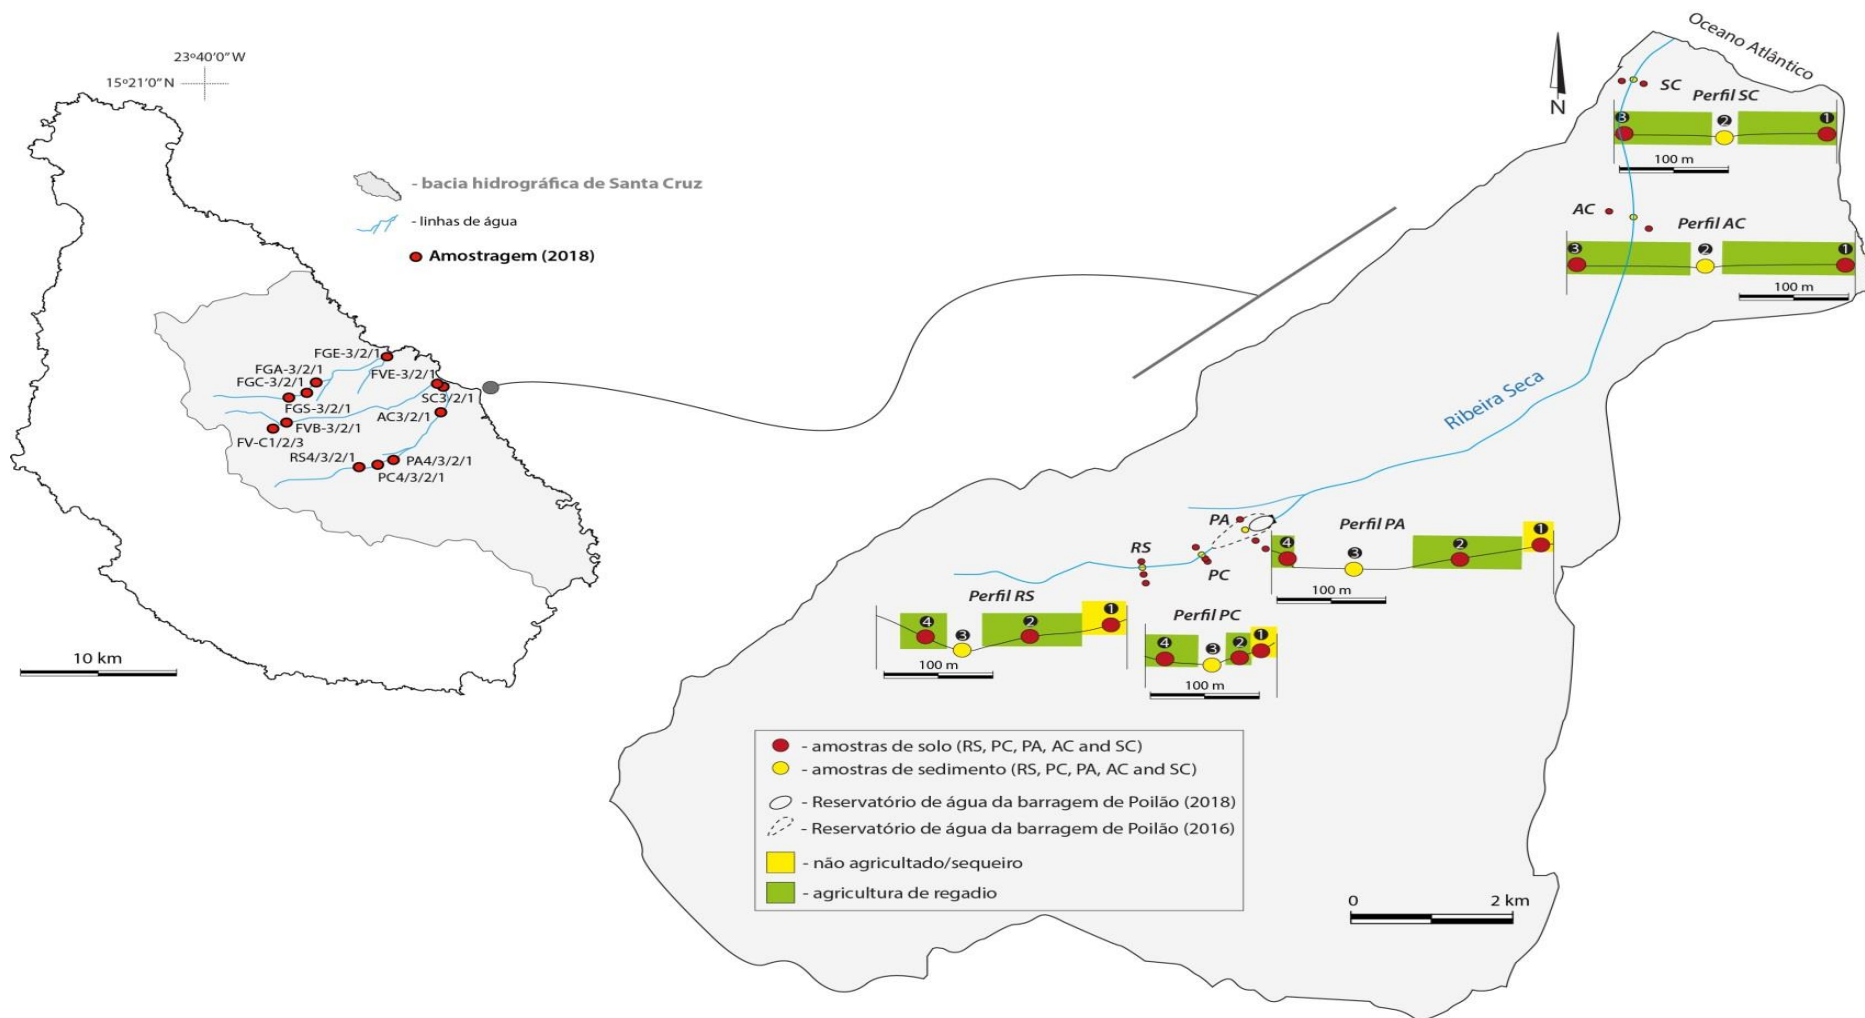 23º40'0" W
15º21'0" N
- bacia hidrográfica de Santa Cruz
- linhas de água
Amostragem (2018)
FGE-3/2/1
FGA-3/2/1
FVE-3/2/1
FGC-3/2/1
SC3/2/1
FGS-3/2/1
AC3/2/1
FVB-3/2/1
FV-C1/2/3
RS4/3/2/1
PA4/3/2/1
PC4/3/2/1
10 km
Oceano Atlântico
N
SC
Perfil SC
3 2 1
100 m
AC
Perfil AC
3 2 1
100 m
Ribeira Seca
PA
Perfil PA
4 3 2 1
100 m
RS
PC
Perfil RS
4 3 2 1
100 m
Perfil PC
4 3 2 1
100 m
- amostras de solo (RS, PC, PA, AC and SC)
- amostras de sedimento (RS, PC, PA, AC and SC)
- Reservatório de água da barragem de Poilão (2018)
- Reservatório de água da barragem de Poilão (2016)
- não agricultado/sequeiro
- agricultura de regadio
0 2 km